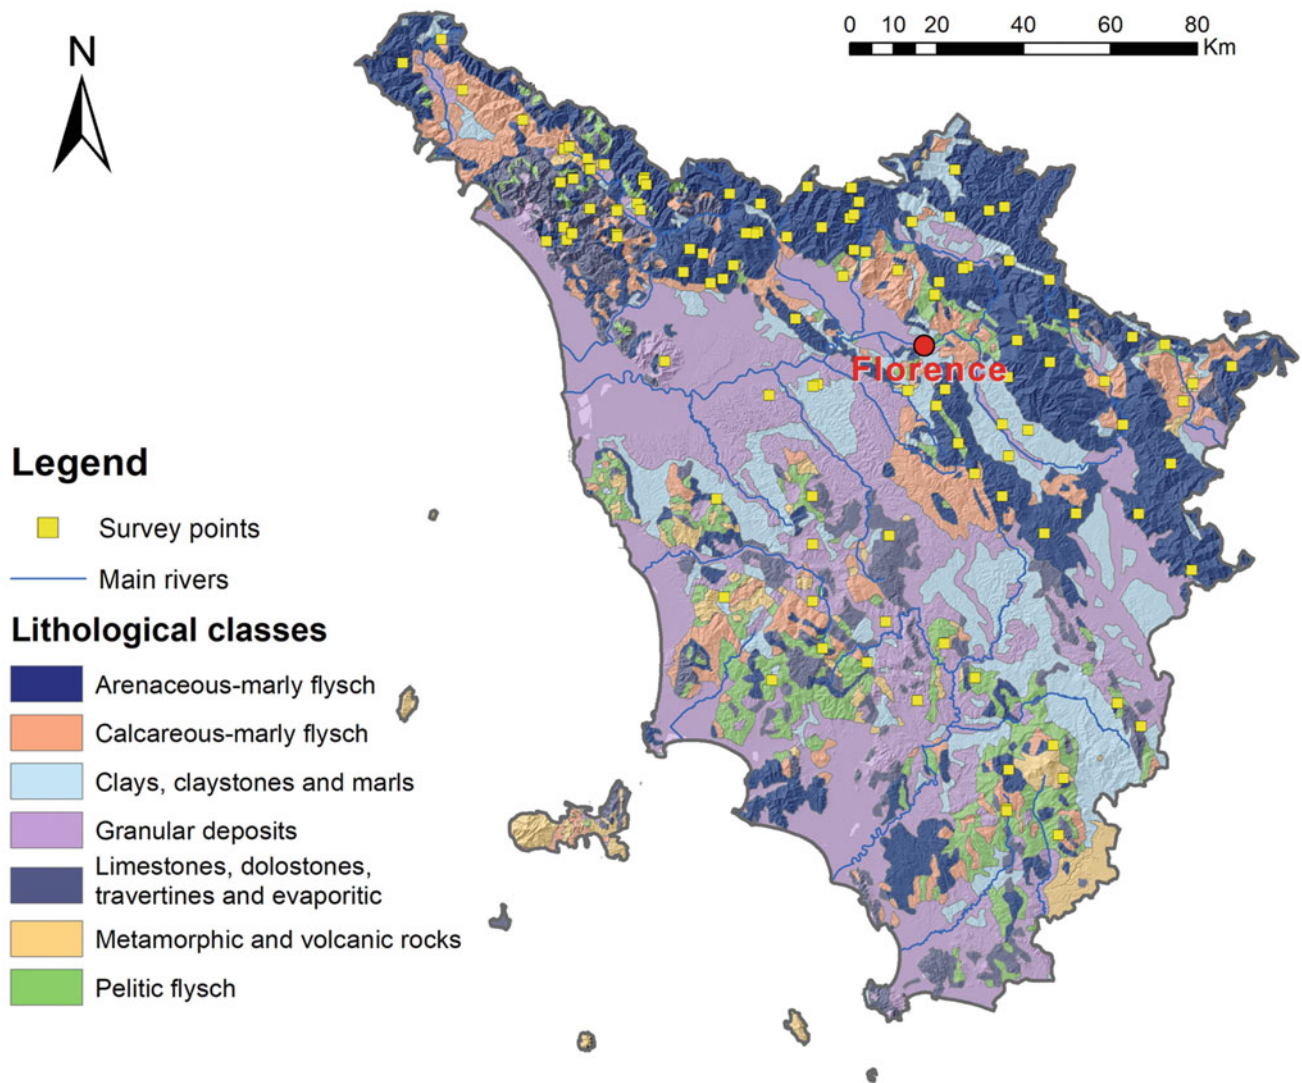 N
0 10 20 40 60 80
Km
Florence
Legend
Survey points
Main rivers
Lithological classes
Arenaceous-marly flysch
Calcareous-marly flysch
Clays, claystones and marls
Granular deposits
Limestones, dolostones,
travertines and evaporitic
Metamorphic and volcanic rocks
Pelitic flysch